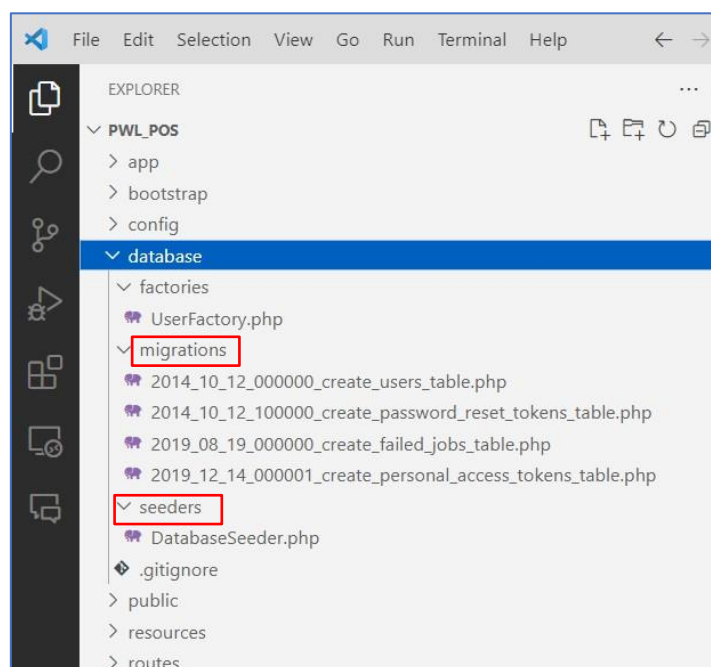 File Edit Selection View Go Run Terminal Help
EXPLORER
PWL_POS
app
bootstrap
config
database
factories
UserFactory.php
migrations
2014_10_12_000000_create_users_table.php
2014_10_12_100000_create_password_reset_tokens_table.php
2019_08_19_000000_create_failed_jobs_table.php
2019_12_14_000001_create_personal_access_tokens_table.php
seeders
DatabaseSeeder.php
.gitignore
public
resources
routes